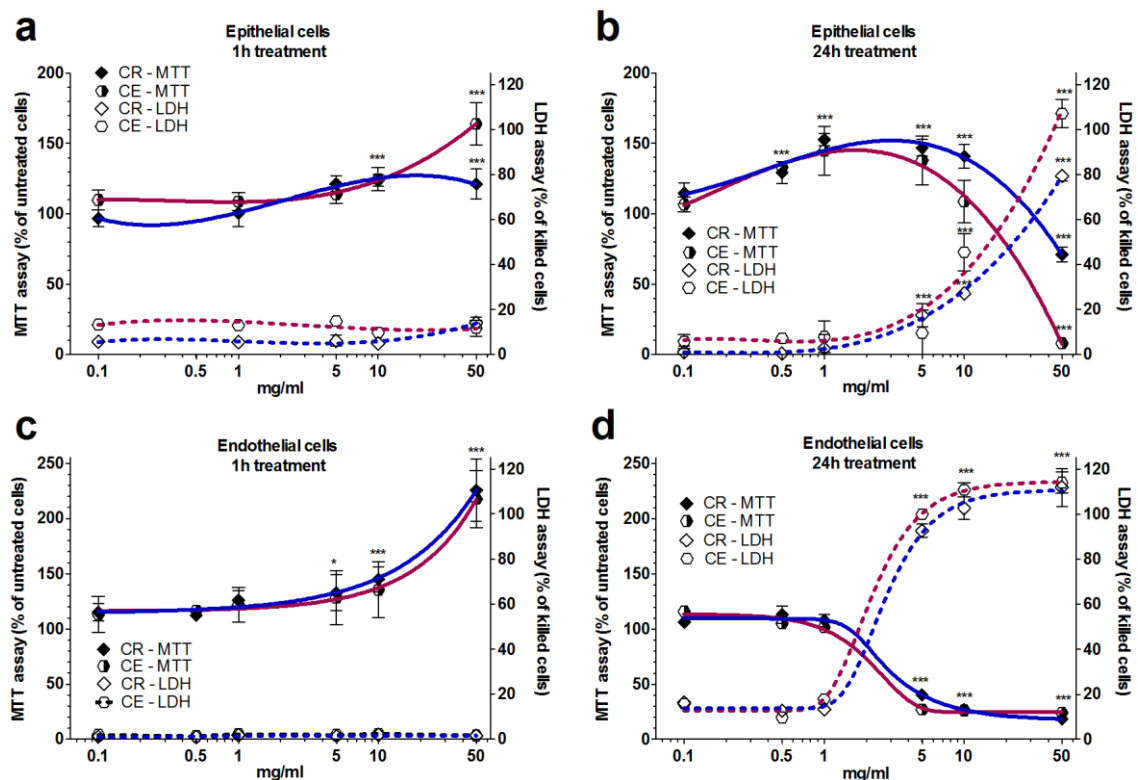 a
Epithelial cells
1h treatment
MTT assay (% of untreated cells)
200
150
100
50
0
CR - MTT
CE - MTT
CR - LDH
CE - LDH
***
***
***
120
100
80
60
40
20
0
LDH assay (% of killed cells)
0.1
0.5
1
5
10
50
mg/ml
b
Epithelial cells
24h treatment
MTT assay (% of untreated cells)
200
150
100
50
0
***
***
***
***
***
***
***
***
CR - MTT
CE - MTT
CR - LDH
CE - LDH
***
***
***
***
120
100
80
60
40
20
0
LDH assay (% of killed cells)
0.1
0.5
1
5
10
50
mg/ml
c
Endothelial cells
1h treatment
MTT assay (% of untreated cells)
250
200
150
100
50
0
*
***
***
CR - MTT
CE - MTT
CR - LDH
CE - LDH
120
100
80
60
40
20
0
LDH assay (% of killed cells)
0.1
0.5
1
5
10
50
mg/ml
d
Endothelial cells
24h treatment
MTT assay (% of untreated cells)
250
200
150
100
50
0
CR - MTT
CE - MTT
CR - LDH
CE - LDH
***
***
***
***
***
***
120
100
80
60
40
20
0
LDH assay (% of killed cells)
0.1
0.5
1
5
10
50
mg/ml